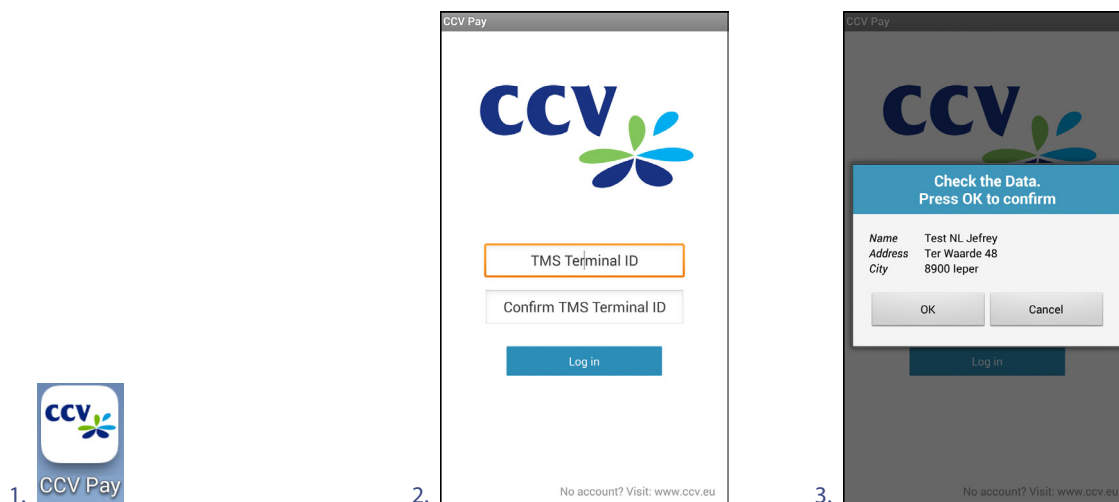 CCV
CCV Pay
1.
CCV Pay
CCV
TMS Terminal ID
Confirm TMS Terminal ID
Log in
No account? Visit: www.ccv.eu
2.
CCV Pay
CCV
Check the Data.
Press OK to confirm
Name Test NL Jefrey
Address Ter Waarde 48
City 8900 Ieper
OK Cancel
Log in
No account? Visit: www.ccv.eu
3.